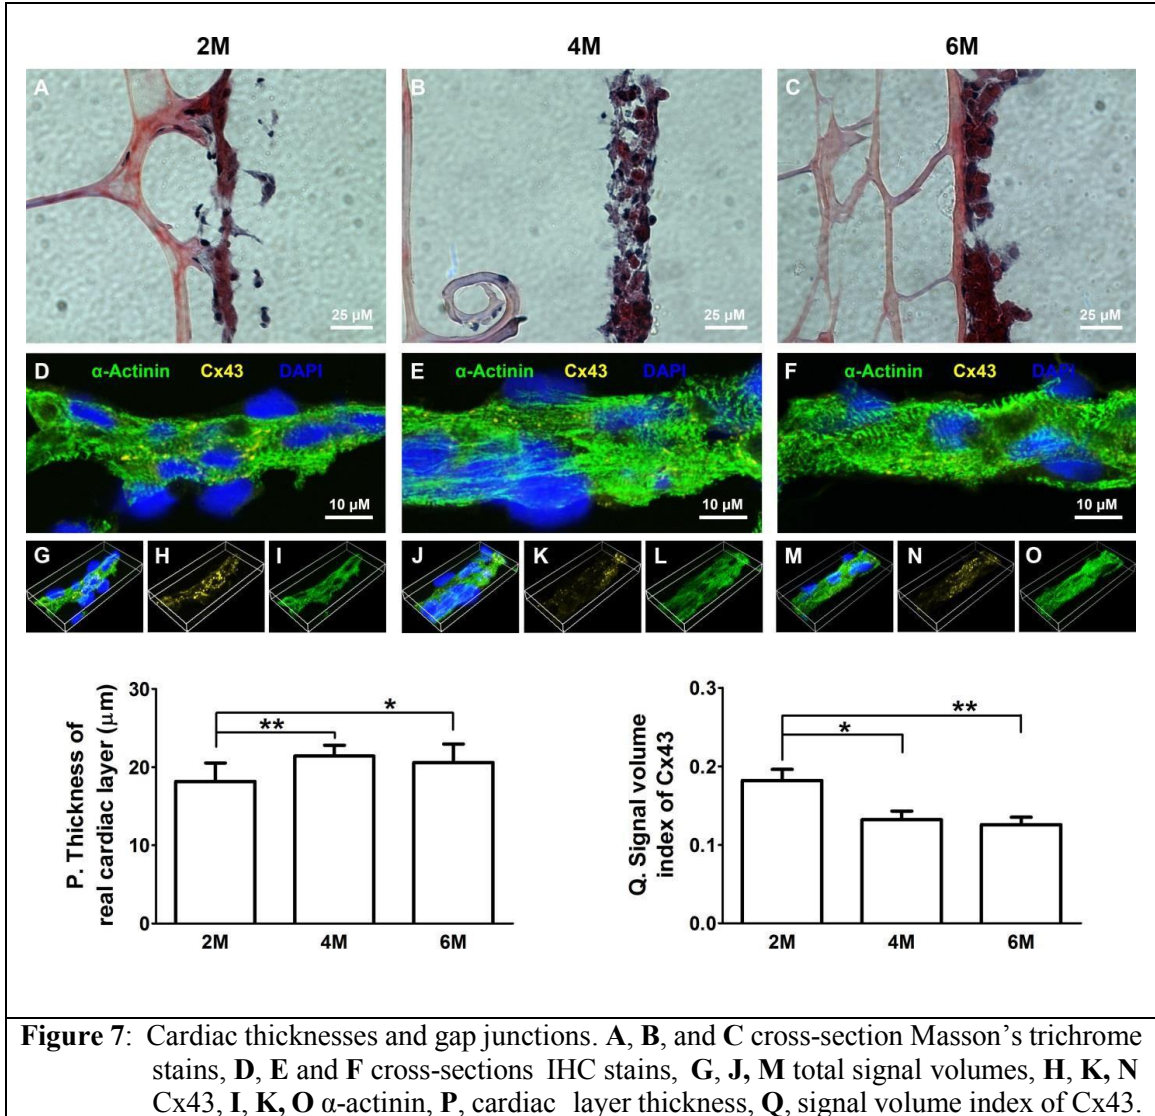 2M 4M 6M
A B C
25 µM 25 µM 25 µM
D α-Actinin Cx43 DAPI E α-Actinin Cx43 DAPI F α-Actinin Cx43 DAPI
10 µM 10 µM 10 µM
G H I J K L M N O
P. Thickness of
real cardiac layer (µm)
30
20
10
0
* **
2M 4M 6M
Q. Signal volume
index of Cx43
0.3
0.2
0.1
0.0
** *
2M 4M 6M
Figure 7: Cardiac thicknesses and gap junctions. A, B, and C cross-section Masson’s trichrome
stains, D, E and F cross-sections IHC stains, G, J, M total signal volumes, H, K, N
Cx43, I, K, O α-actinin, P, cardiac layer thickness, Q, signal volume index of Cx43.